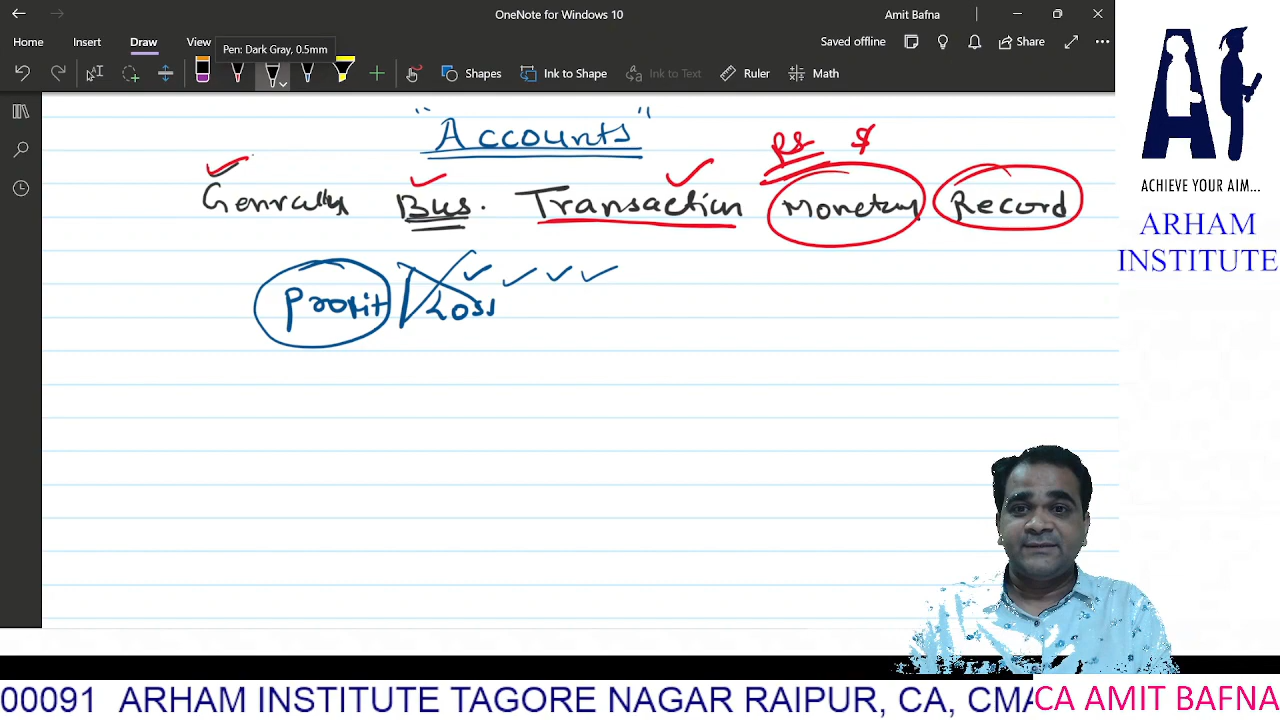 OneNote for Windows 10
Amit Bafna
Home Insert Draw View
Saved offline
Share
Pen: Dark Gray, 0.5mm
Shapes
Ink to Shape
Ink to Text
Ruler
Math
"Accounts"
Rs $
Generally Bus. Transaction Monetary Record
Profit / Loss
ACHIEVE YOUR AIM...
ARHAM
INSTITUTE
00091 ARHAM INSTITUTE TAGORE NAGAR RAIPUR, CA, CMA
CA AMIT BAFNA